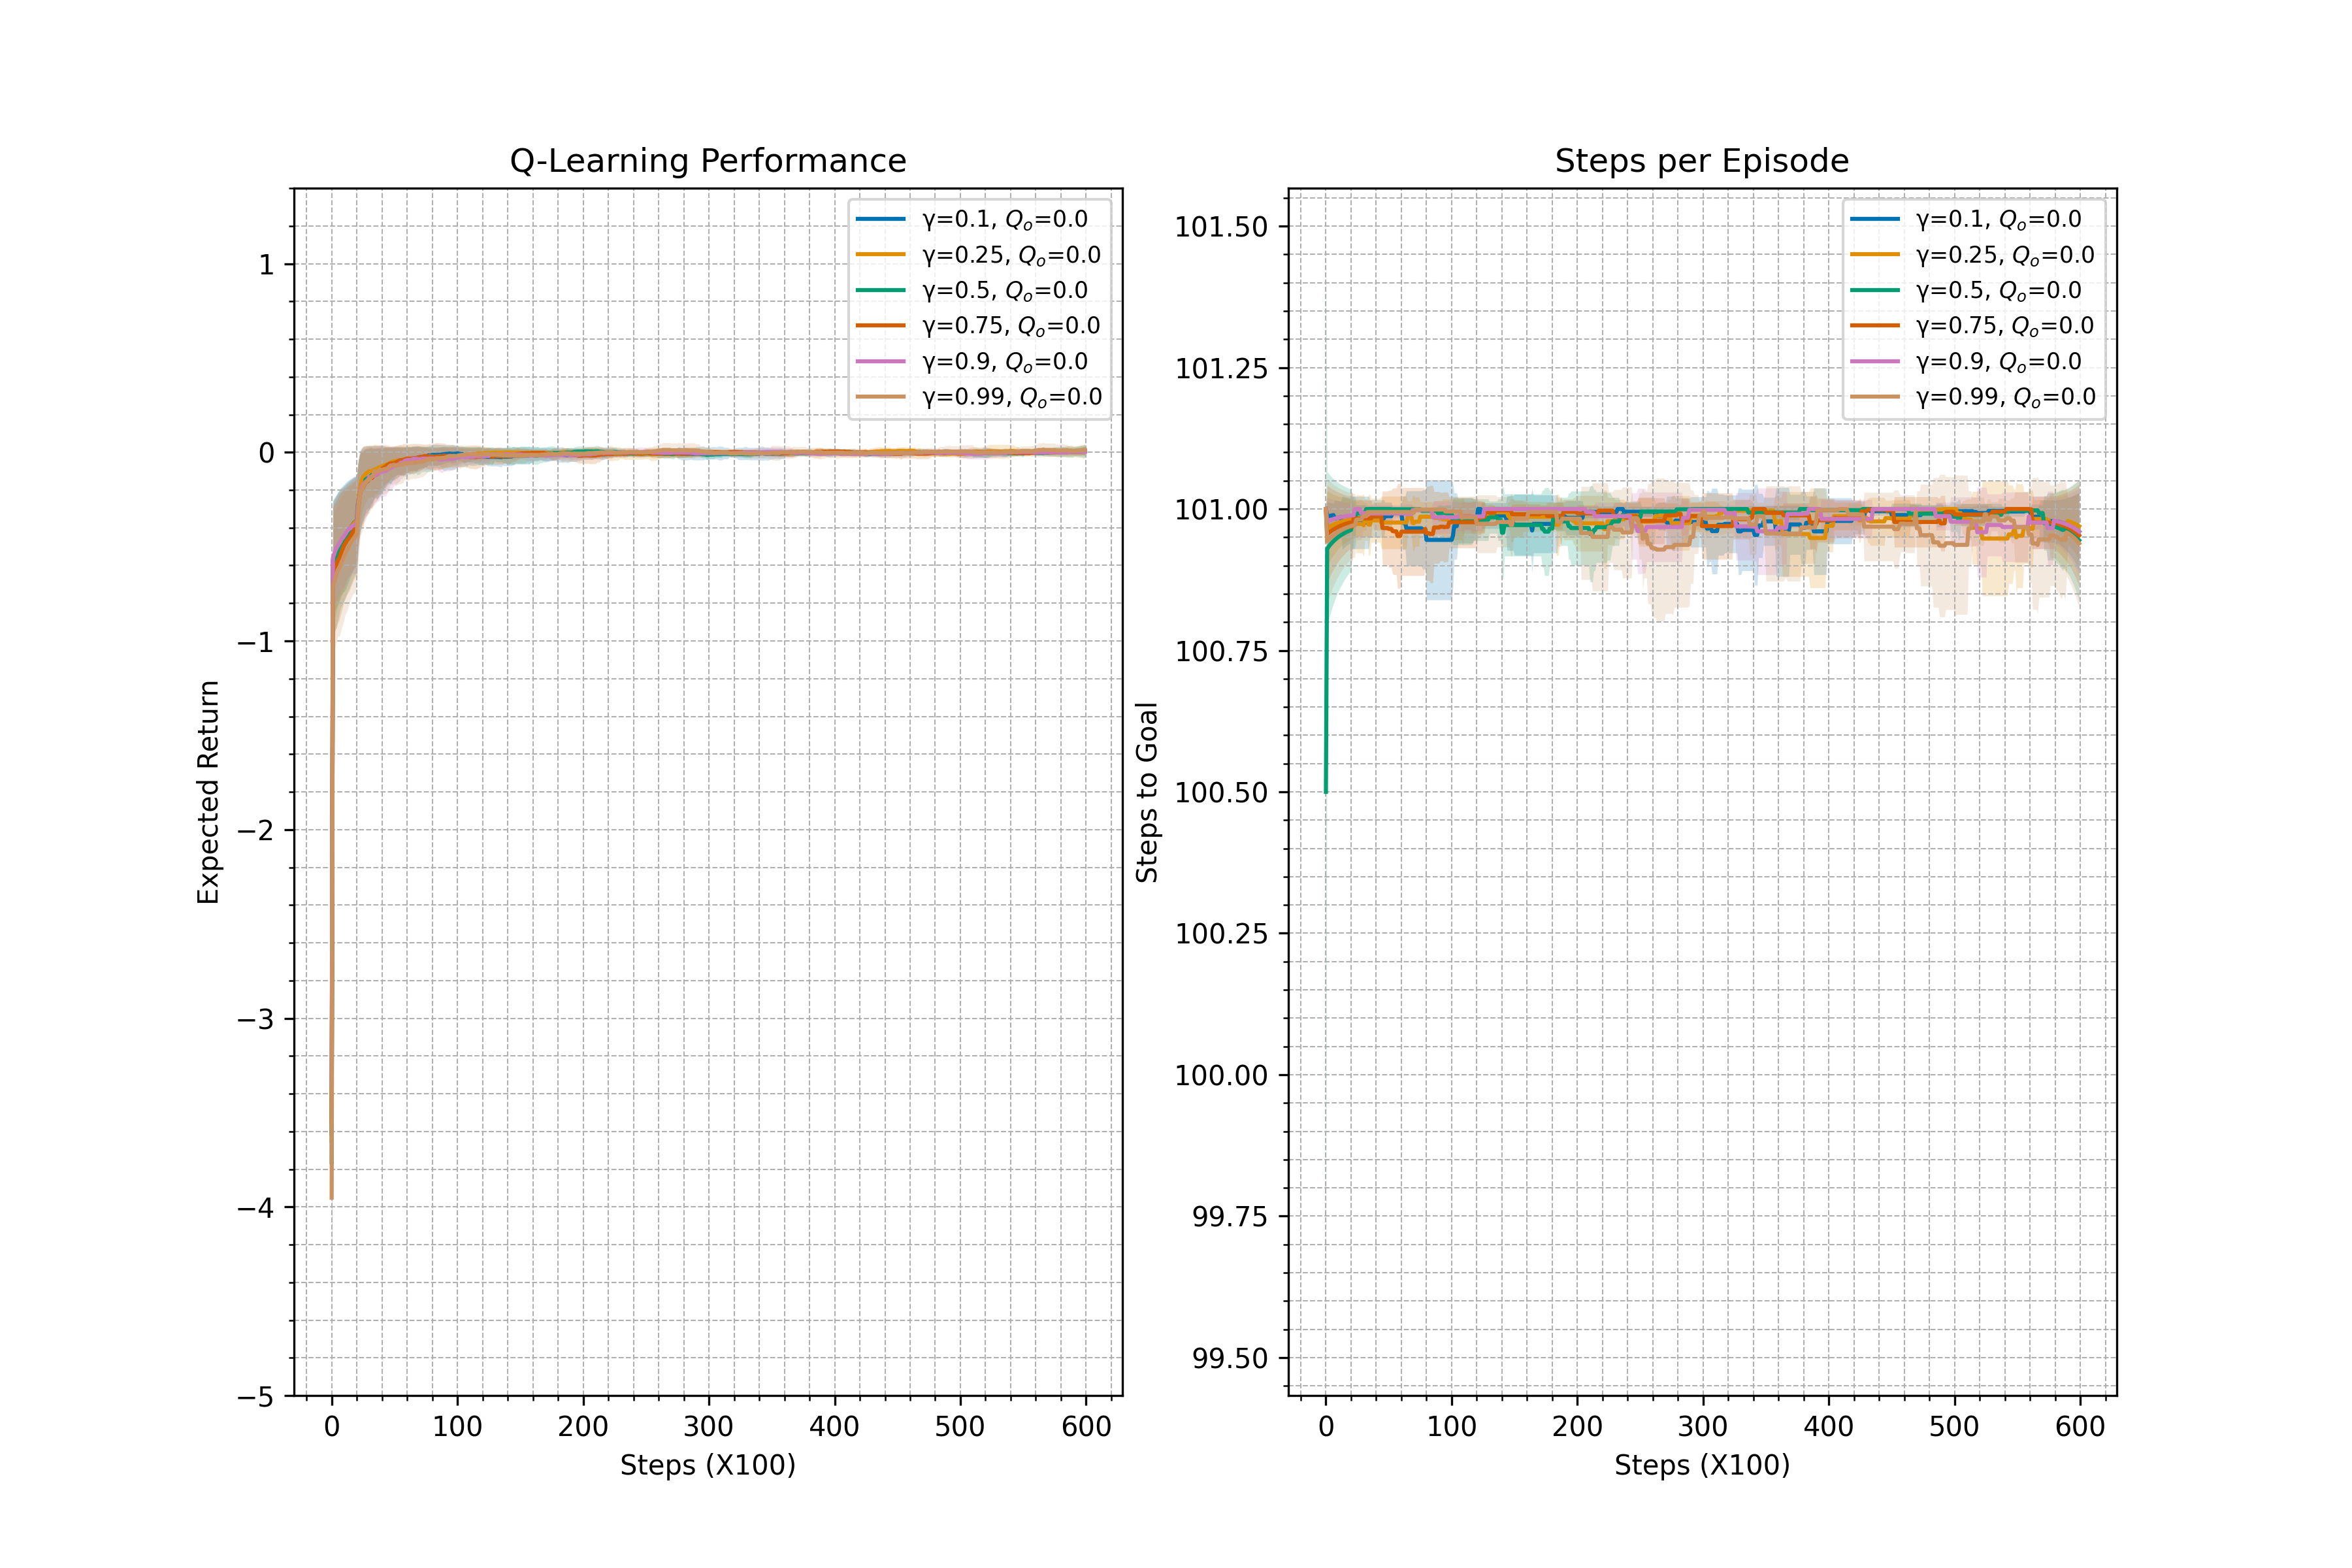 Q-Learning Performance
1
0
−1
−2
−3
−4
−5
0 100 200 300 400 500 600
Expected Return
Steps (X100)
γ=0.1, Qₒ=0.0
γ=0.25, Qₒ=0.0
γ=0.5, Qₒ=0.0
γ=0.75, Qₒ=0.0
γ=0.9, Qₒ=0.0
γ=0.99, Qₒ=0.0
Steps per Episode
101.50
101.25
101.00
100.75
100.50
100.25
100.00
99.75
99.50
0 100 200 300 400 500 600
Steps to Goal
Steps (X100)
γ=0.1, Qₒ=0.0
γ=0.25, Qₒ=0.0
γ=0.5, Qₒ=0.0
γ=0.75, Qₒ=0.0
γ=0.9, Qₒ=0.0
γ=0.99, Qₒ=0.0